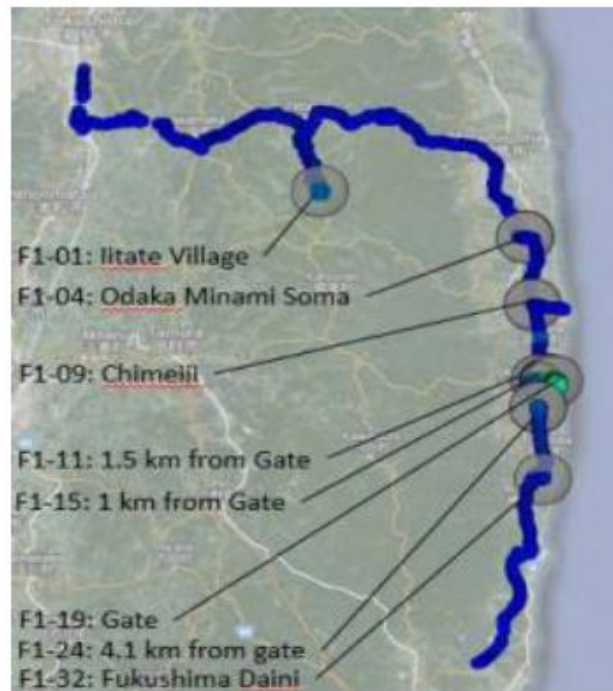 F1-01: Iitate Village
F1-04: Odaka Minami Soma
F1-09: Chimeiji
F1-11: 1.5 km from Gate
F1-15: 1 km from Gate
F1-19: Gate
F1-24: 4.1 km from gate
F1-32: Fukushima Daini